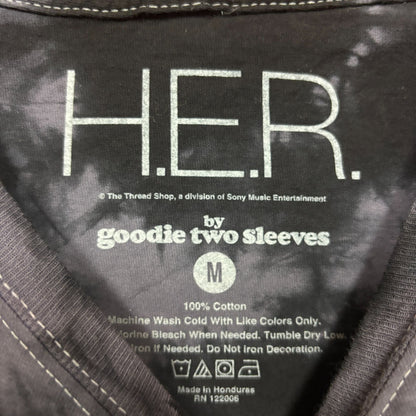 H.E.R.
© The Thread Shop, a division of Sony Music Entertainment
by
goodie two sleeves
M
100% Cotton
Machine Wash Cold With Like Colors Only.
Bleach When Needed. Tumble Dry Low.
Iron If Needed. Do Not Iron Decoration.
Made in Honduras
RN 122006